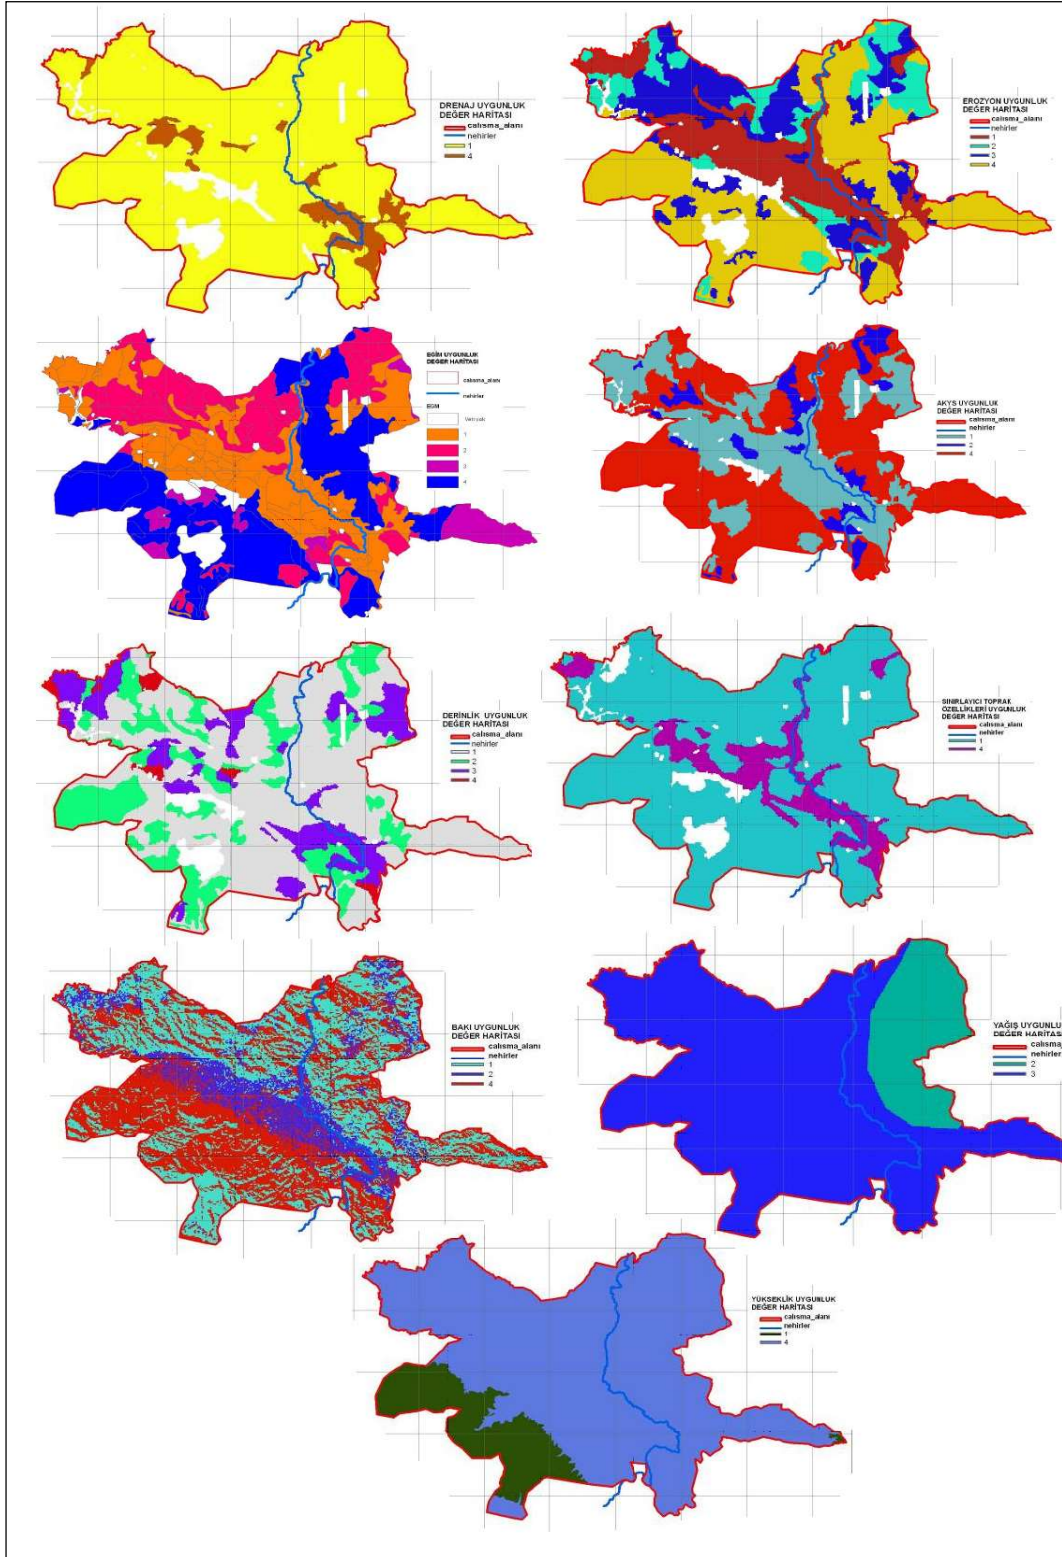 DRENAJ UYGUNLUK
DEĞER HARİTASI
calısma_alanı
nehirler
1
4
EROZYON UYGUNLUK
DEĞER HARİTASI
calısma_alanı
nehirler
1
2
3
4
EĞİM UYGUNLUK
DEĞER HARİTASI
calısma_alanı
nehirler
EGIM
1
2
3
4
AKYS UYGUNLUK
DEĞER HARİTASI
calısma_alanı
nehirler
1
2
4
DERİNLİK UYGUNLUK
DEĞER HARİTASI
calısma_alanı
nehirler
1
2
3
4
SINIRLAYICI TOPRAK
ÖZELLİKLERİ UYGUNLUK
DEĞER HARİTASI
calısma_alanı
nehirler
1
4
BAKI UYGUNLUK
DEĞER HARİTASI
calısma_alanı
nehirler
1
2
4
YAĞIŞ UYGUNLU
DEĞER HARİTASI
calısma_
nehirler
2
3
YÜKSEKLİK UYGUNLUK
DEĞER HARİTASI
calısma_alanı
nehirler
1
4